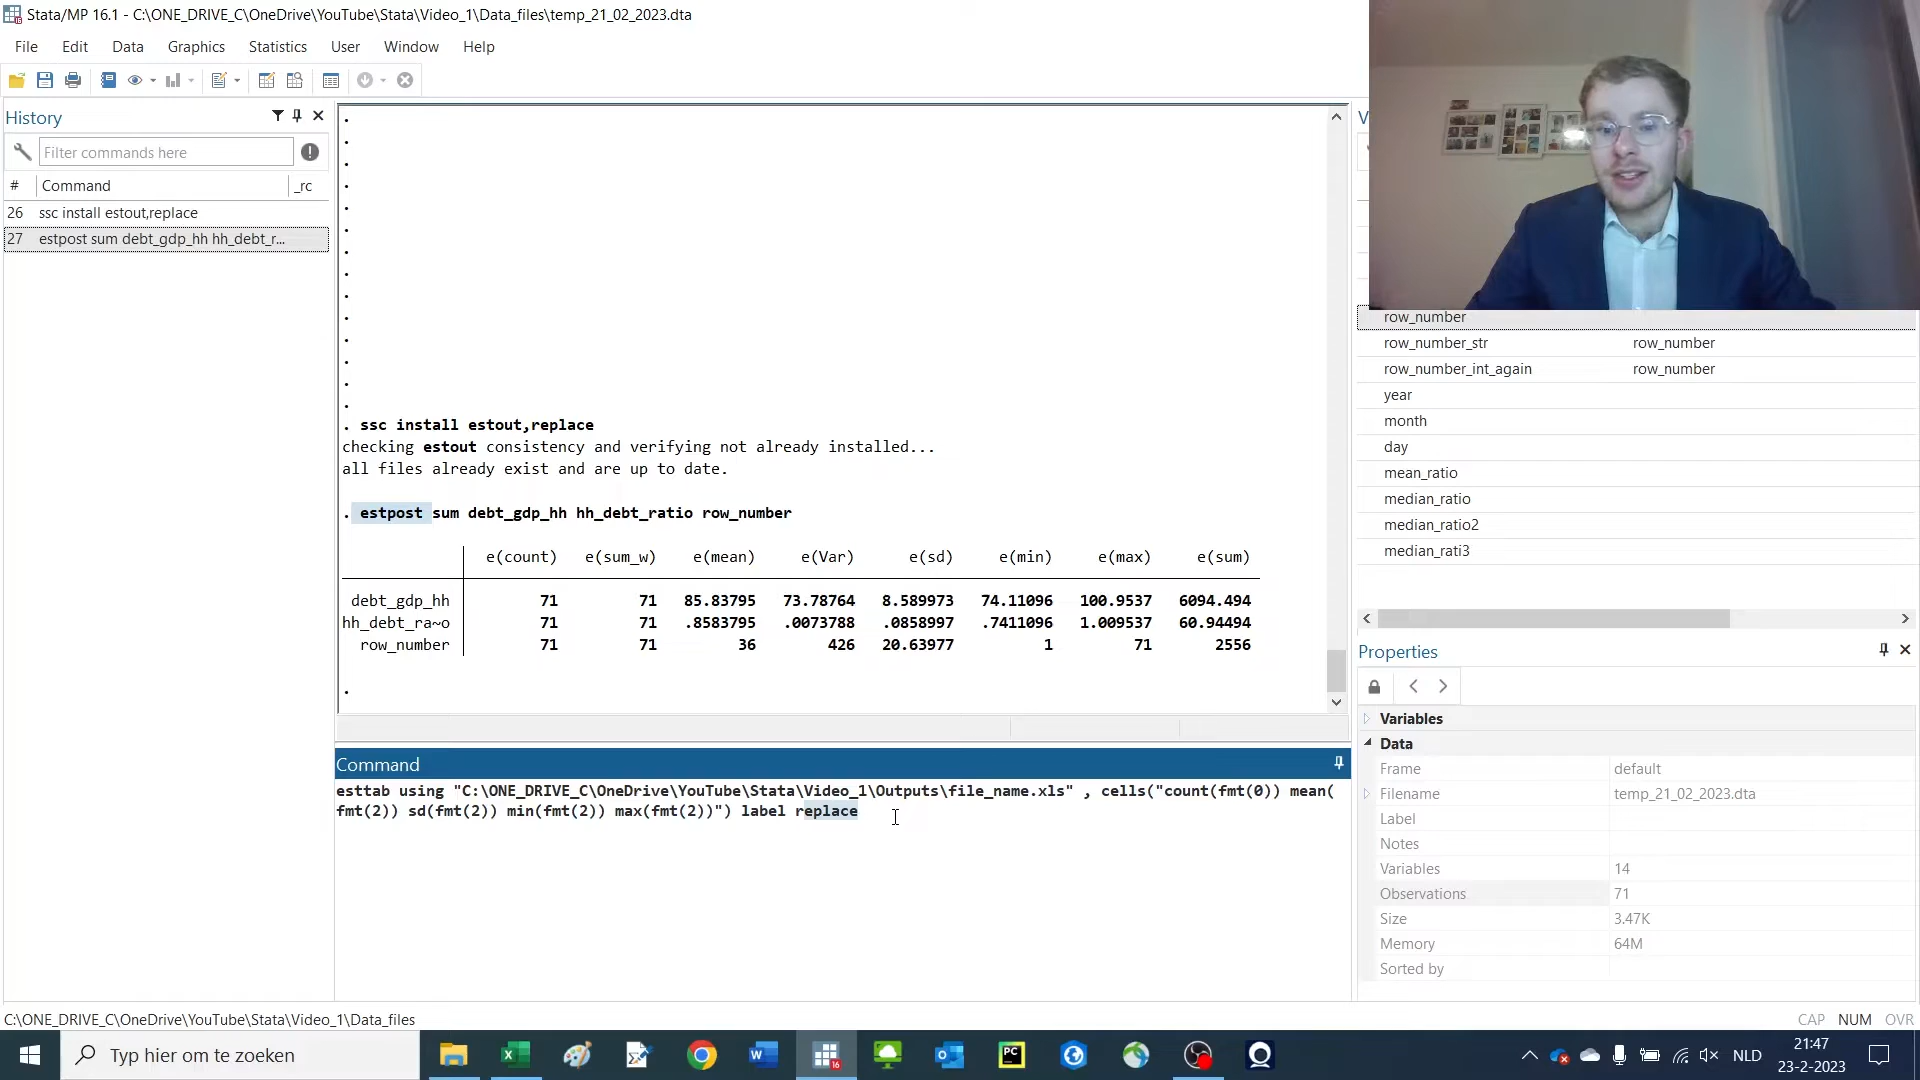 Stata/MP 16.1 - C:\ONE_DRIVE_C\OneDrive\YouTube\Stata\Video_1\Data_files\temp_21_02_2023.dta
File Edit Data Graphics Statistics User Window Help
History
Filter commands here
# Command _rc
26 ssc install estout,replace
27 estpost sum debt_gdp_hh hh_debt_r...
.
.
.
.
.
.
.
.
.
.
.
.
.
.
. ssc install estout,replace
checking estout consistency and verifying not already installed...
all files already exist and are up to date.
. estpost sum debt_gdp_hh hh_debt_ratio row_number
e(count) e(sum_w) e(mean) e(Var) e(sd) e(min) e(max) e(sum)
debt_gdp_hh 71 71 85.83795 73.78764 8.589973 74.11096 100.9537 6094.494
hh_debt_ra~o 71 71 .8583795 .0073788 .0858997 .7411096 1.009537 60.94494
row_number 71 71 36 426 20.63977 1 71 2556
.
Command
esttab using "C:\ONE_DRIVE_C\OneDrive\YouTube\Stata\Video_1\Outputs\file_name.xls" , cells("count(fmt(0)) mean(
fmt(2)) sd(fmt(2)) min(fmt(2)) max(fmt(2))") label replace
V
row_number
row_number_str row_number
row_number_int_again row_number
year
month
day
mean_ratio
median_ratio
median_ratio2
median_rati3
Properties
Variables
Data
Frame default
Filename temp_21_02_2023.dta
Label
Notes
Variables 14
Observations 71
Size 3.47K
Memory 64M
Sorted by
C:\ONE_DRIVE_C\OneDrive\YouTube\Stata\Video_1\Data_files
CAP NUM OVR
Typ hier om te zoeken
16
PC
NLD
21:47
23-2-2023